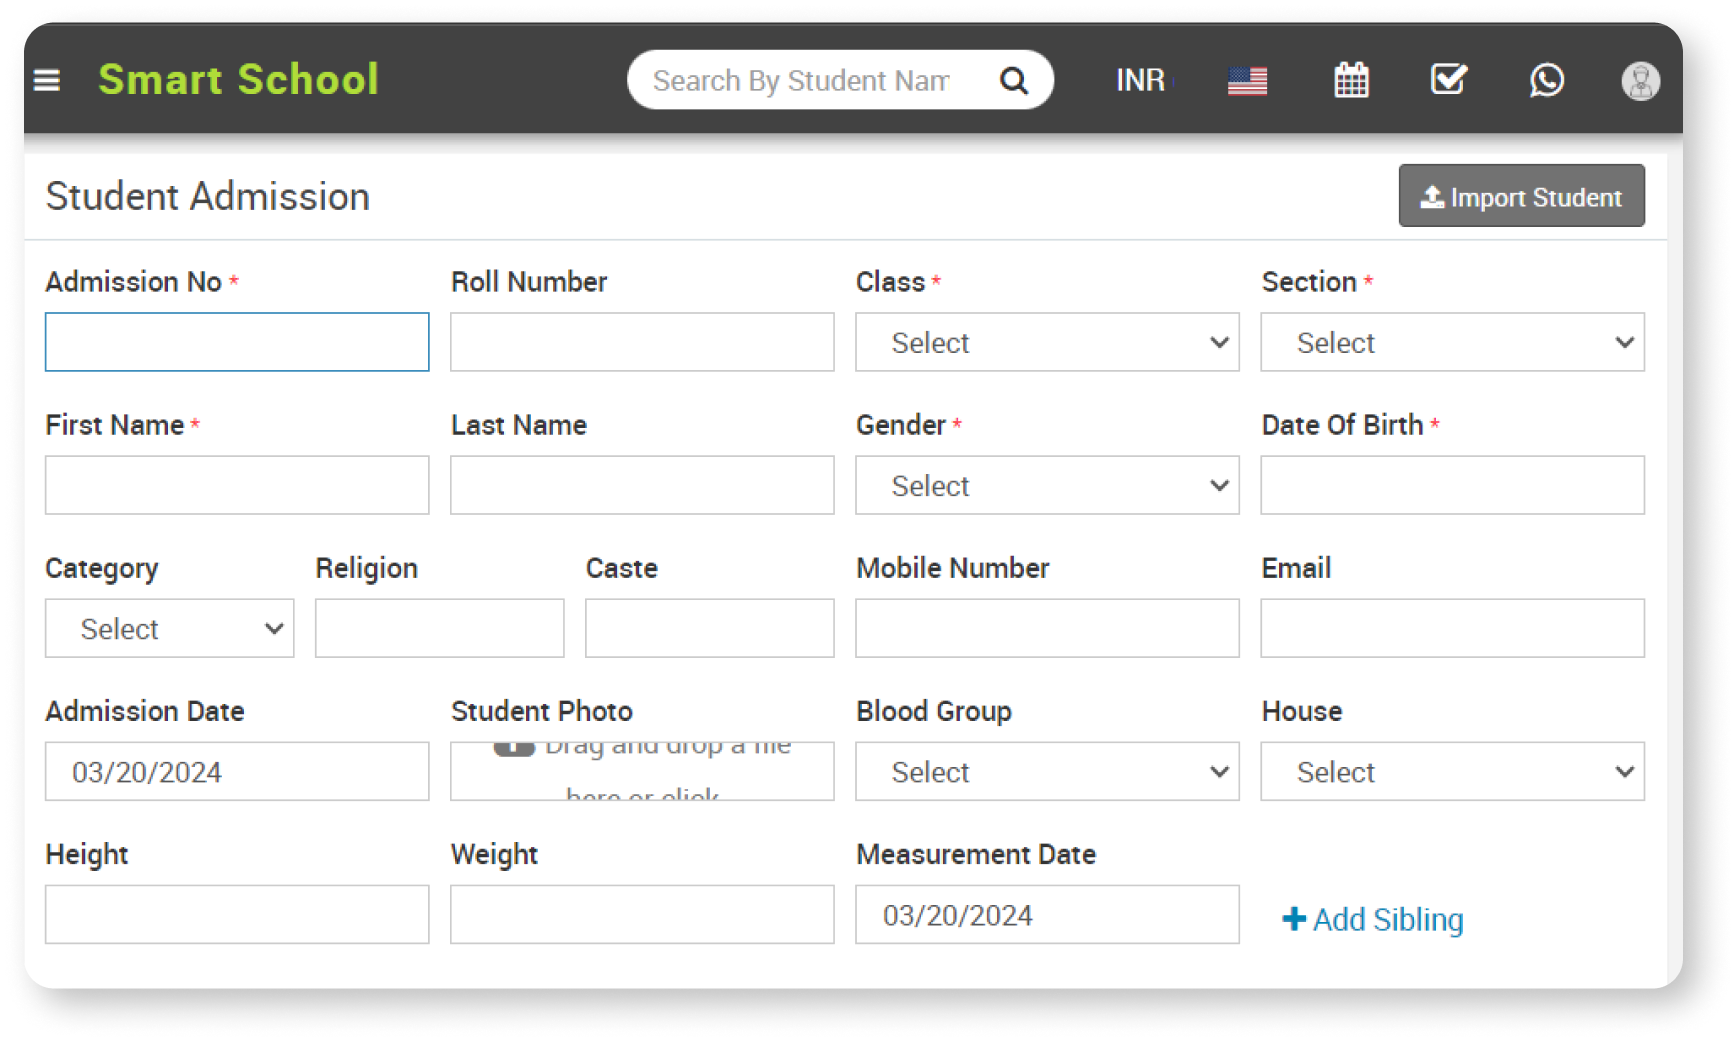 Smart School
Search By Student Nam
INR
Student Admission
Import Student
Admission No *
Roll Number
Class *
Section *
Select
Select
First Name *
Last Name
Gender *
Date Of Birth *
Select
Category
Religion
Caste
Mobile Number
Email
Select
Admission Date
Student Photo
Blood Group
House
03/20/2024
Drag and drop a file
here or click
Select
Select
Height
Weight
Measurement Date
03/20/2024
Add Sibling